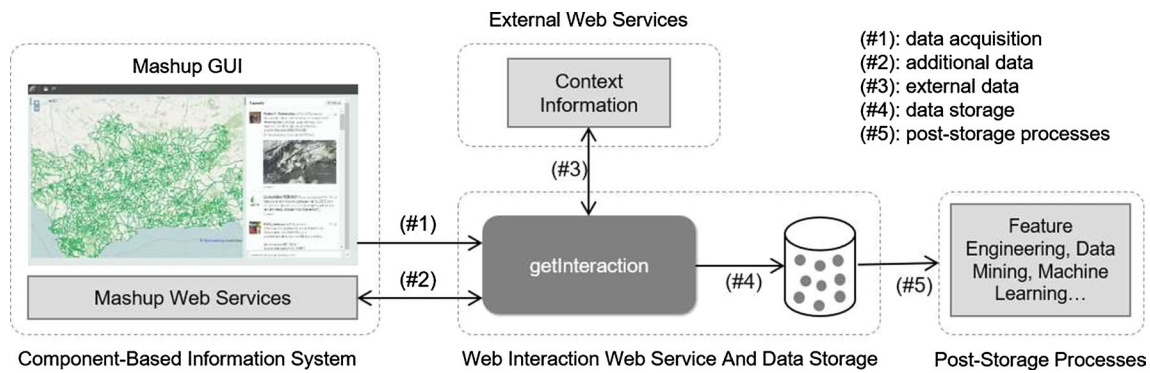 External Web Services
Mashup GUI
Context
Information
(#1): data acquisition
(#2): additional data
(#3): external data
(#4): data storage
(#5): post-storage processes
(#3)
(#1)
(#2)
Mashup Web Services
getInteraction
(#4)
(#5)
Feature
Engineering, Data
Mining, Machine
Learning…
Component-Based Information System
Web Interaction Web Service And Data Storage
Post-Storage Processes